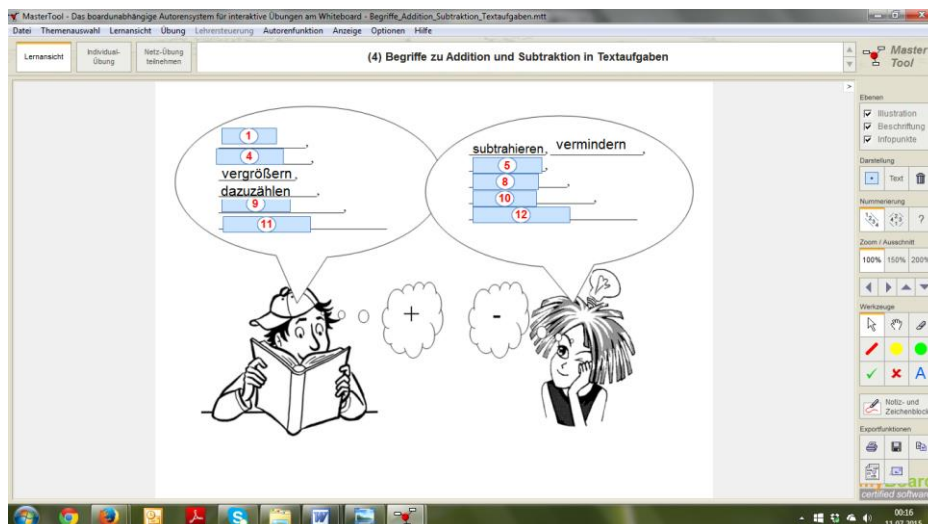 MasterTool - Das boardunabhängige Autorensystem für interaktive Übungen am Whiteboard - Begriffe_Addition_Subtraktion_Textaufgaben.mtt
Datei Themenauswahl Lernansicht Übung Lehrersteuerung Autorenfunktion Anzeige Optionen Hilfe
Lernansicht
Individual-
Übung
Netz-Übung
teilnehmen
(4) Begriffe zu Addition und Subtraktion in Textaufgaben
Master
Tool
>
Ebenen
Illustration
Beschriftung
Infopunkte
Darstellung
Text
Nummerierung
?
Zoom / Ausschnitt
100% 150% 200%
Werkzeuge
A
Notiz- und
Zeichenblock
Exportfunktionen
certified software
1
4
vergrößern,
dazuzählen,
9
11
subtrahieren, vermindern
5
8
10
12
+
-
00:16
11.07.2015